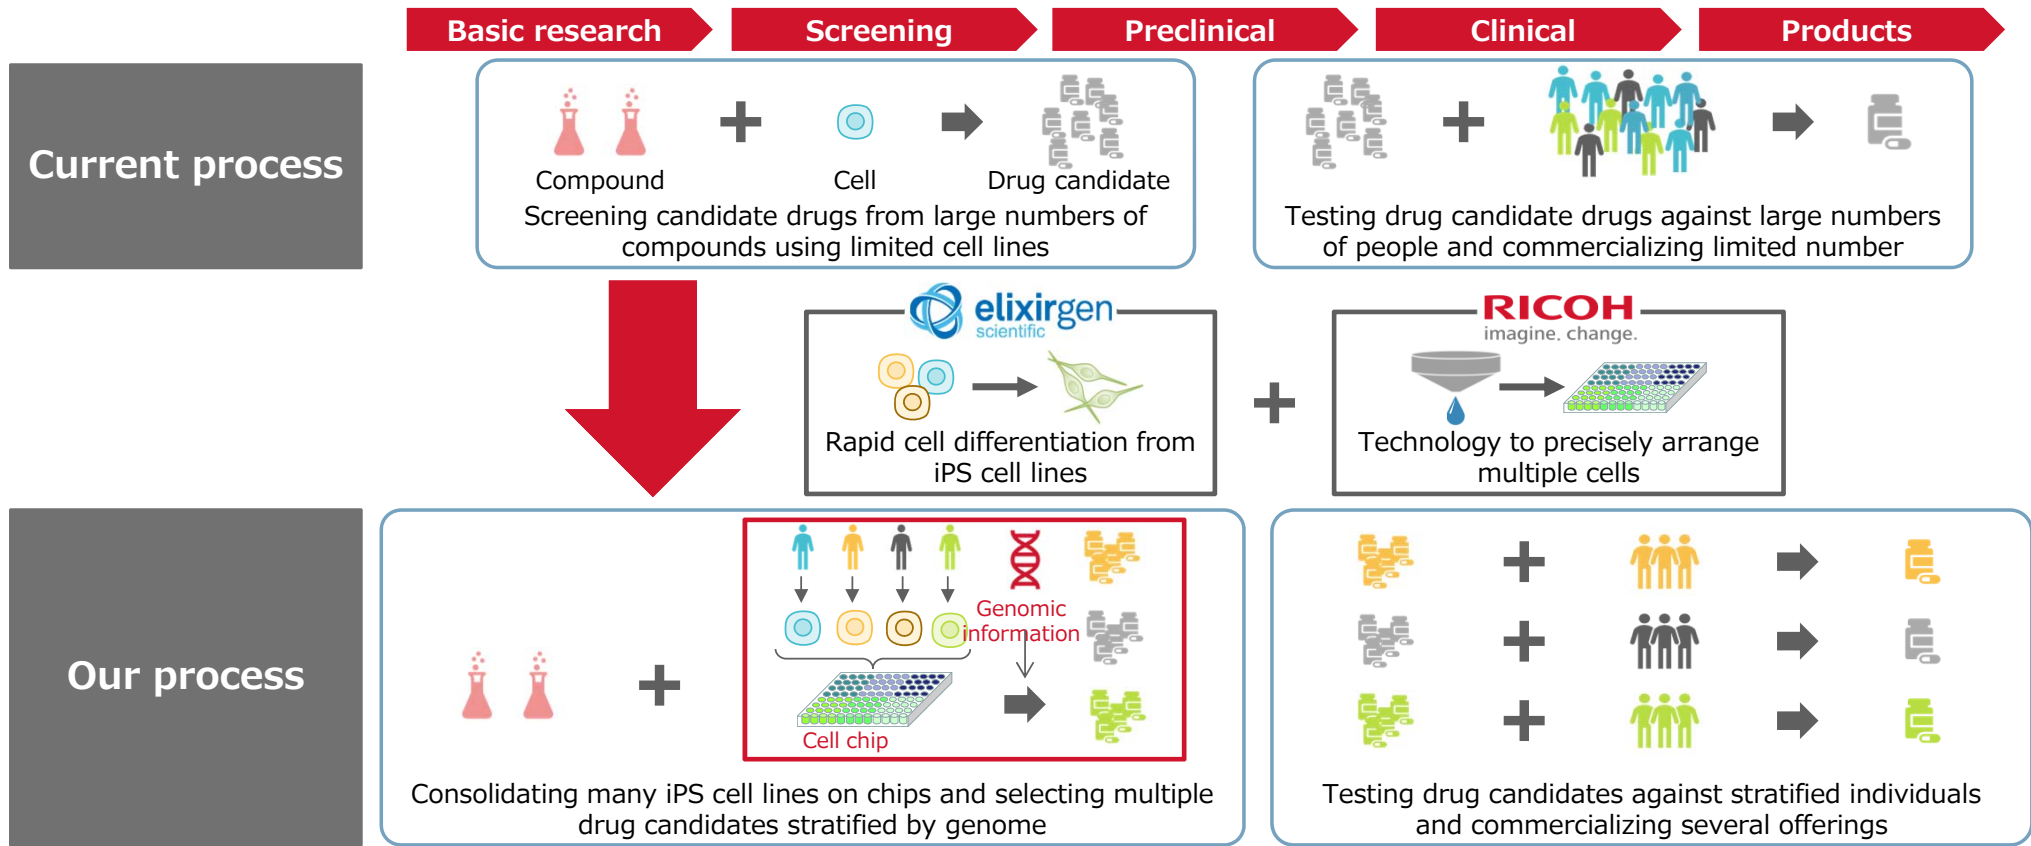 Basic research
Screening
Preclinical
Clinical
Products
Current process
Compound
Cell
Drug candidate
Screening candidate drugs from large numbers of
compounds using limited cell lines
Testing drug candidate drugs against large numbers
of people and commercializing limited number
elixirgen
scientific
Rapid cell differentiation from
iPS cell lines
RICOH
imagine. change.
Technology to precisely arrange
multiple cells
Our process
Genomic
information
Cell chip
Consolidating many iPS cell lines on chips and selecting multiple
drug candidates stratified by genome
Testing drug candidates against stratified individuals
and commercializing several offerings